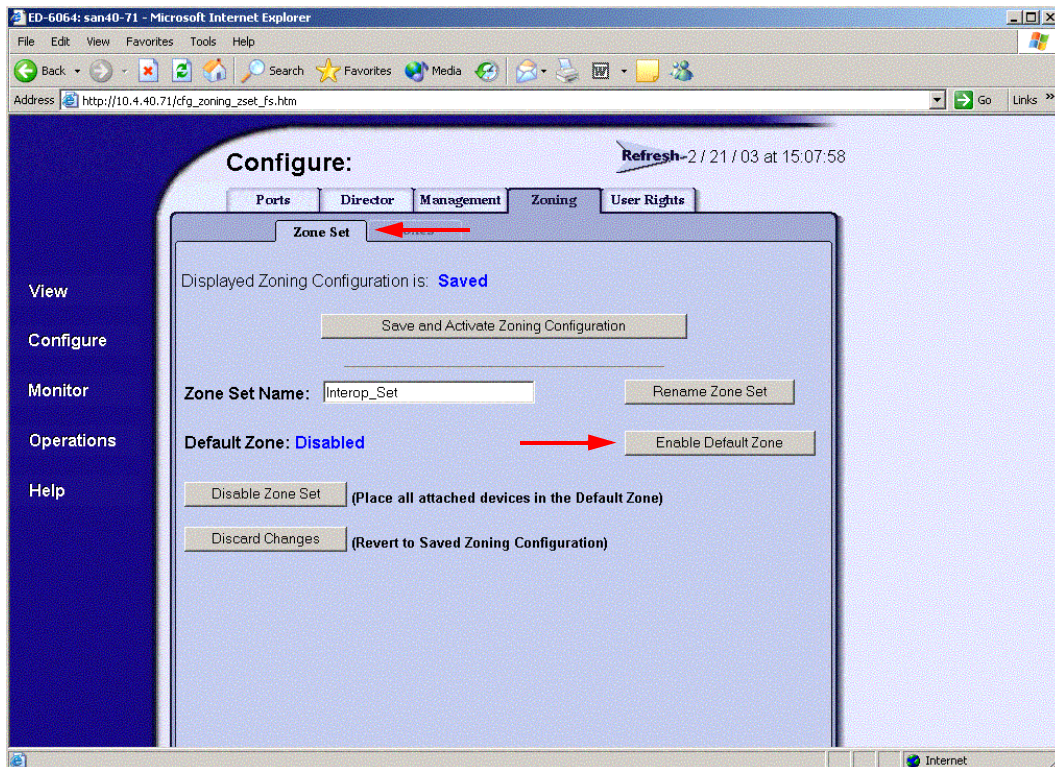 ED-6064: san40-71 - Microsoft Internet Explorer
File Edit View Favorites Tools Help
Back Search Favorites Media
Address http://10.4.40.71/cfg_zoning_zset_fs.htm Go Links »
Configure: Refresh-2 / 21 / 03 at 15:07:58
Ports Director Management Zoning User Rights
Zone Set
Displayed Zoning Configuration is: Saved
View
Save and Activate Zoning Configuration
Configure
Monitor
Zone Set Name: Interop_Set Rename Zone Set
Operations
Default Zone: Disabled Enable Default Zone
Help
Disable Zone Set (Place all attached devices in the Default Zone)
Discard Changes (Revert to Saved Zoning Configuration)
Internet